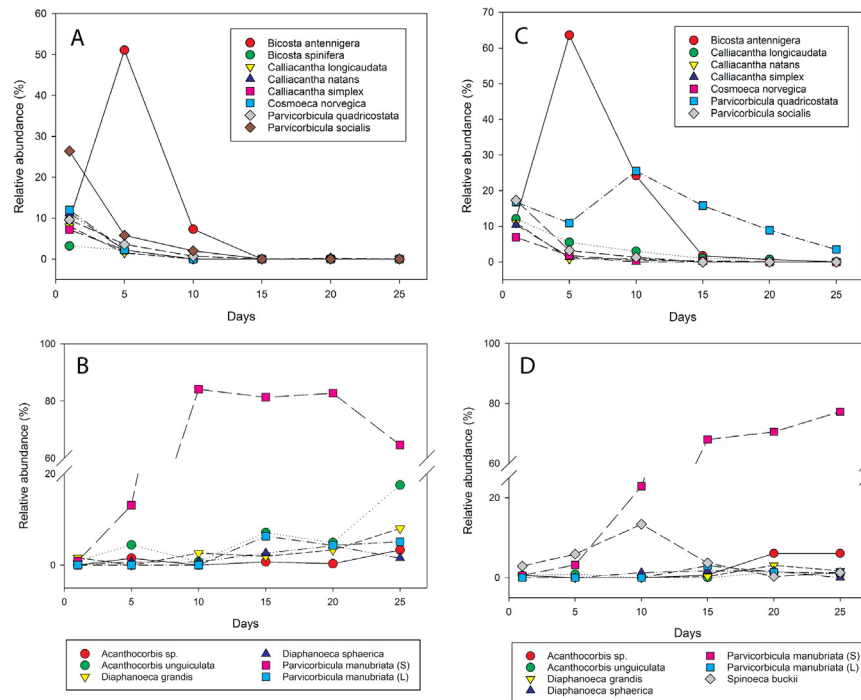 A
Relative abundance (%)
60
50
40
30
20
10
0
0 5 10 15 20 25
Days
Bicosta antennigera
Bicosta spinifera
Calliacantha longicaudata
Calliacantha natans
Calliacantha simplex
Cosmoeca norvegica
Parvicorbicula quadricostata
Parvicorbicula socialis
C
Relative abundance (%)
70
60
50
40
30
20
10
0
0 5 10 15 20 25
Days
Bicosta antennigera
Calliacantha longicaudata
Calliacantha natans
Calliacantha simplex
Cosmoeca norvegica
Parvicorbicula quadricostata
Parvicorbicula socialis
B
Relative abundance (%)
100
80
60
20
0
0 5 10 15 20 25
Days
Acanthocorbis sp.
Acanthocorbis unguiculata
Diaphanoeca grandis
Diaphanoeca sphaerica
Parvicorbicula manubriata (S)
Parvicorbicula manubriata (L)
D
Relative abundance (%)
100
80
60
20
0
0 5 10 15 20 25
Days
Acanthocorbis sp.
Acanthocorbis unguiculata
Diaphanoeca grandis
Diaphanoeca sphaerica
Parvicorbicula manubriata (S)
Parvicorbicula manubriata (L)
Spinoeca buckii